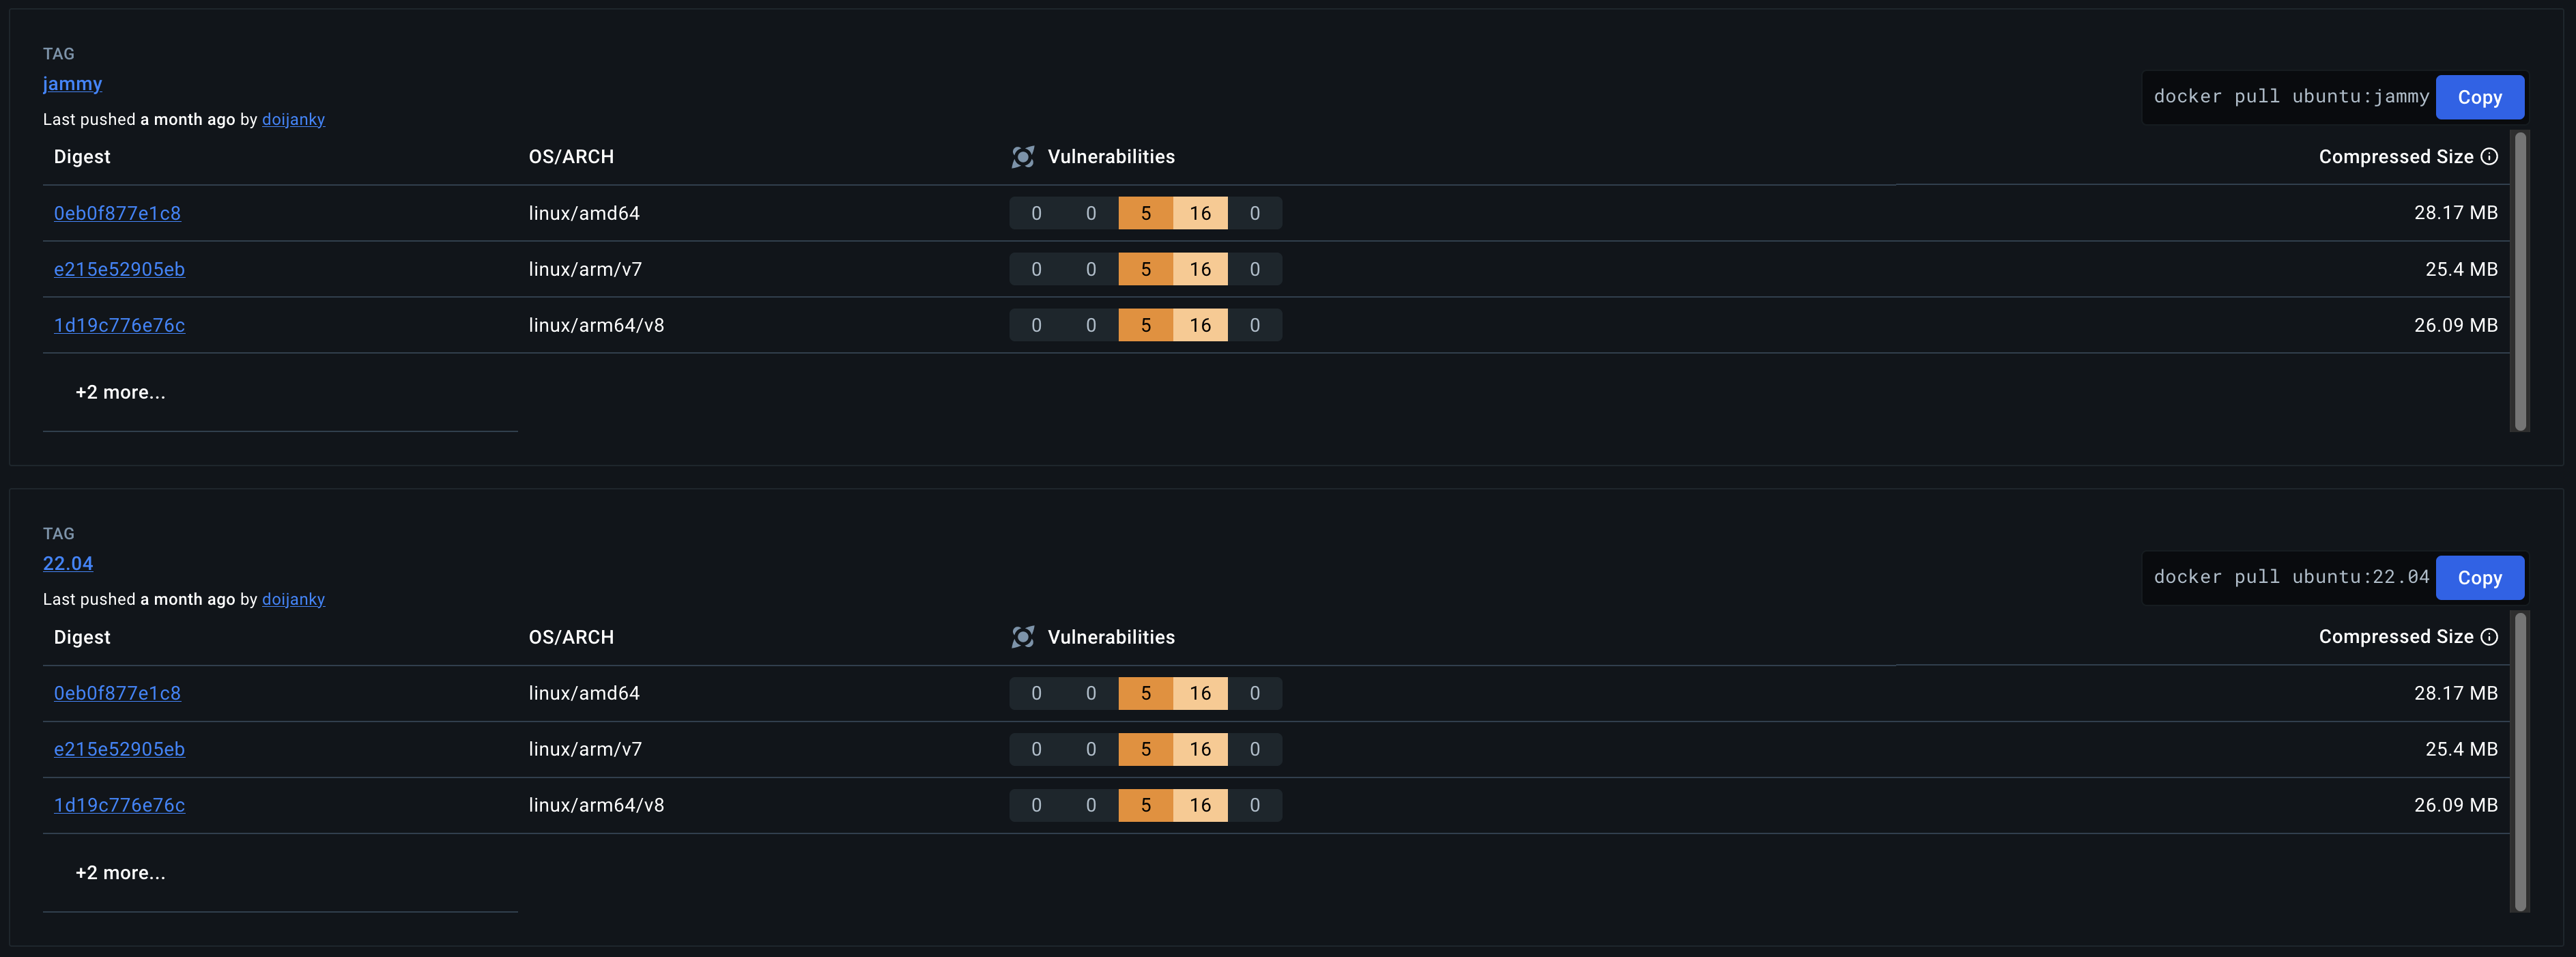 TAG
jammy
Last pushed a month ago by doijanky
docker pull ubuntu:jammy Copy
Digest OS/ARCH Vulnerabilities Compressed Size
0eb0f877e1c8 linux/amd64 0 0 5 16 0 28.17 MB
e215e52905eb linux/arm/v7 0 0 5 16 0 25.4 MB
1d19c776e76c linux/arm64/v8 0 0 5 16 0 26.09 MB
+2 more...
TAG
22.04
Last pushed a month ago by doijanky
docker pull ubuntu:22.04 Copy
Digest OS/ARCH Vulnerabilities Compressed Size
0eb0f877e1c8 linux/amd64 0 0 5 16 0 28.17 MB
e215e52905eb linux/arm/v7 0 0 5 16 0 25.4 MB
1d19c776e76c linux/arm64/v8 0 0 5 16 0 26.09 MB
+2 more...